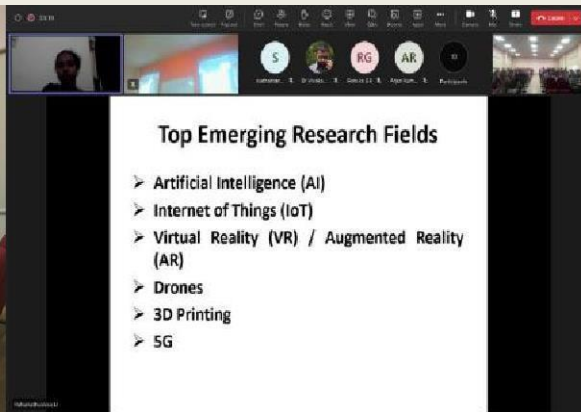 S
RG
AR
Participants
Top Emerging Research Fields
➤ Artificial Intelligence (AI)
➤ Internet of Things (IoT)
➤ Virtual Reality (VR) / Augmented Reality
(AR)
➤ Drones
➤ 3D Printing
➤ 5G